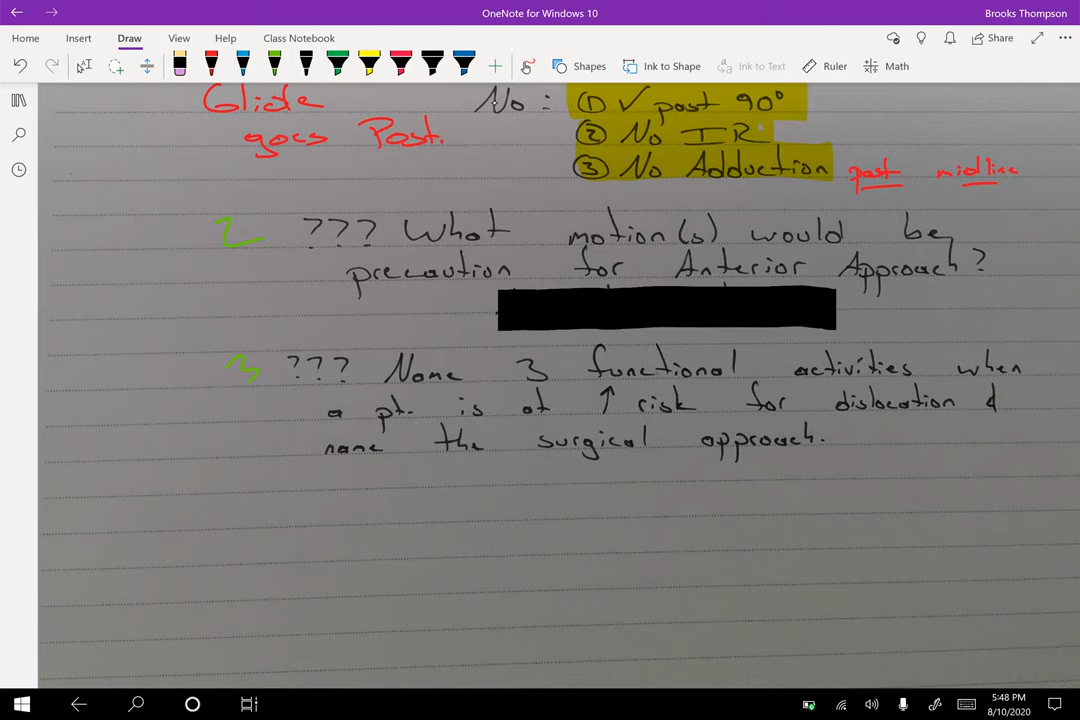 OneNote for Windows 10
Brooks Thompson
Home Insert Draw View Help Class Notebook
Share
Shapes Ink to Shape Ink to Text Ruler Math
Glide No : ① ✓ past 90°
goes Post. ② No IR
③ No Adduction past midline
2 ??? What motion(s) would be
precaution for Anterior Approach?
3 ??? Name 3 functional activities when
a pt. is at ↑ risk for dislocation &
name the surgical approach.
5:48 PM
8/10/2020